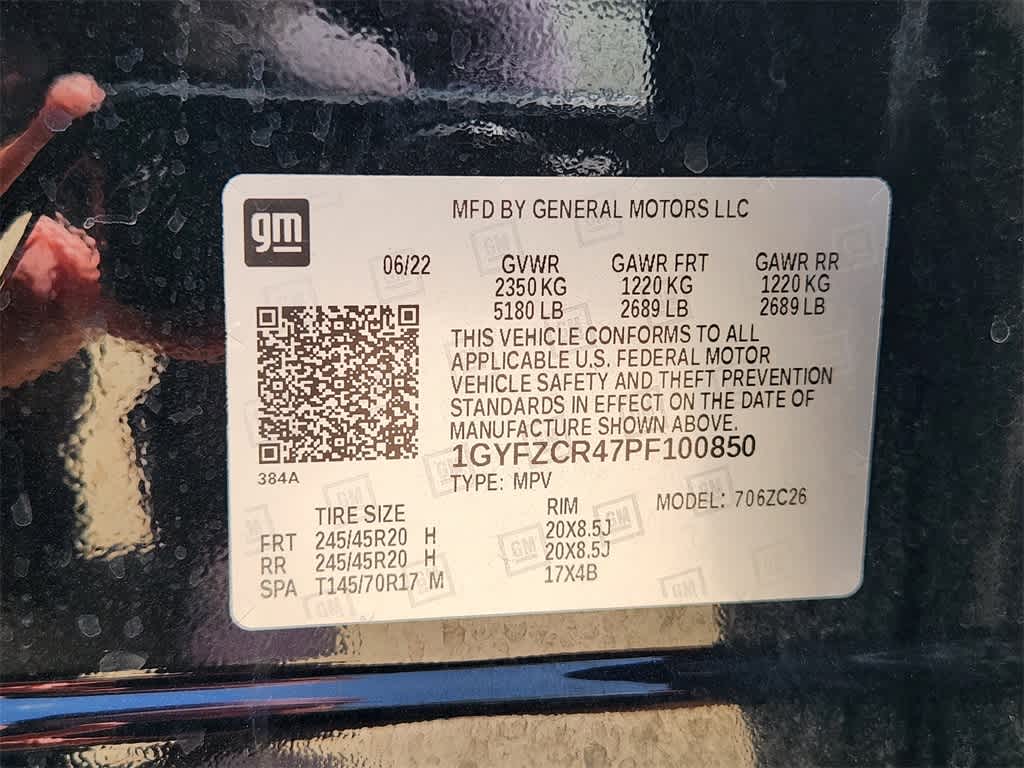 gm
MFD BY GENERAL MOTORS LLC
06/22 GVWR GAWR FRT GAWR RR
2350 KG 1220 KG 1220 KG
5180 LB 2689 LB 2689 LB
THIS VEHICLE CONFORMS TO ALL
APPLICABLE U.S. FEDERAL MOTOR
VEHICLE SAFETY AND THEFT PREVENTION
STANDARDS IN EFFECT ON THE DATE OF
MANUFACTURE SHOWN ABOVE.
1GYFZCR47PF100850
384A
TYPE: MPV
MODEL: 706ZC26
TIRE SIZE RIM
FRT 245/45R20 H 20X8.5J
RR 245/45R20 H 20X8.5J
SPA T145/70R17 M 17X4B